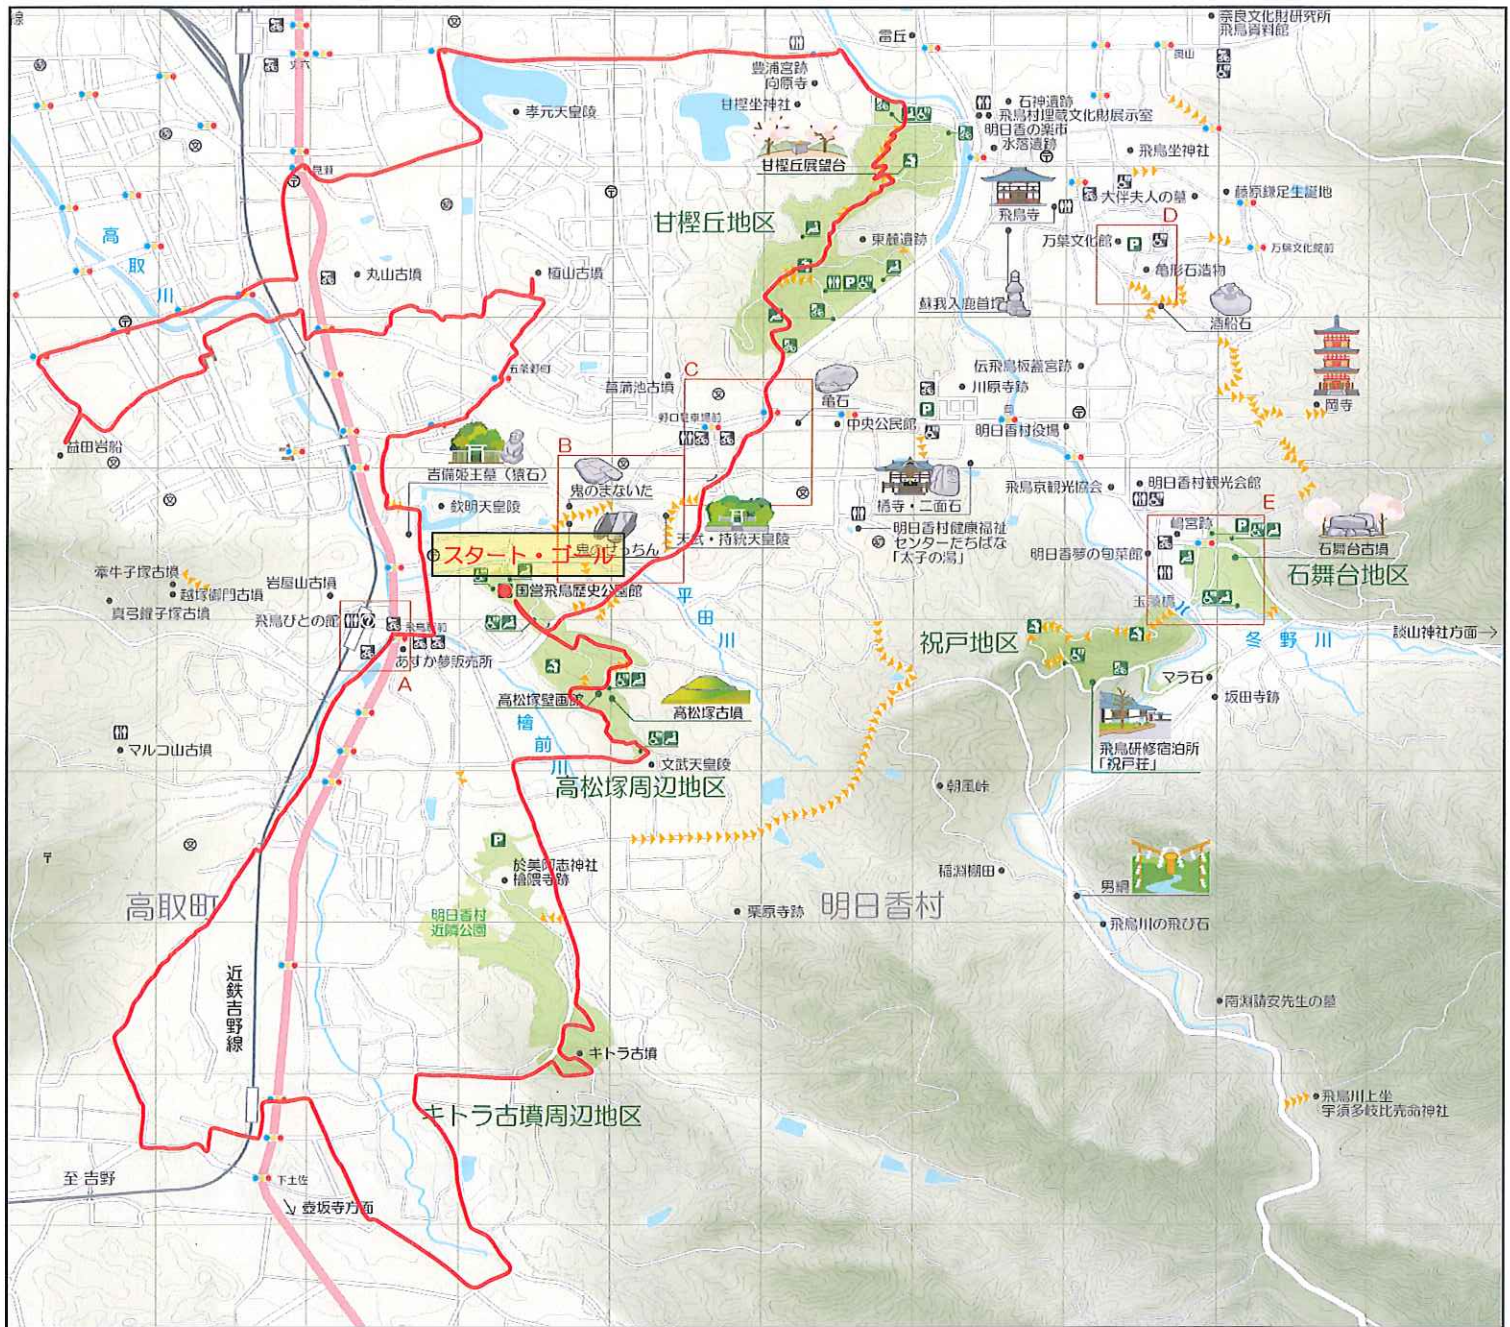 奈良文化財研究所
飛鳥資料館
雷丘
奥山
豊浦宮跡
向原寺
甘樫坐神社
孝元天皇陵
石神遺跡
飛鳥村埋蔵文化財展示室
明日香の楽市
水落遺跡
飛鳥坐神社
甘樫丘展望台
飛鳥寺
大伴夫人の墓
藤原鎌足生誕地
甘樫丘地区
東麓遺跡
万葉文化館
D
万葉文化館前
亀形石造物
高取川
丸山古墳
植山古墳
蘇我入鹿首塚
酒船石
五条野町
菖蒲池古墳
C
亀石
伝飛鳥板蓋宮跡
川原寺跡
岡寺
野口駐車場前
中央公民館
明日香村役場
益田岩船
吉備姫王墓(猿石)
B
鬼のまないた
橘寺・二面石
飛鳥京観光協会
明日香村観光会館
欽明天皇陵
天武・持統天皇陵
明日香村健康福祉
センターたちばな
「太子の湯」
嶋宮跡
E
石舞台古墳
スタート・ゴール
明日香夢の旬菜館
石舞台地区
牽牛子塚古墳
越塚御門古墳
真弓鑵子塚古墳
岩屋山古墳
国営飛鳥歴史公園館
平田川
玉藻橋
飛鳥びとの館
飛鳥駅前
あすか夢販売所
A
祝戸地区
冬野川
談山神社方面
マラ石
坂田寺跡
高松塚壁画館
高松塚古墳
檜前川
マルコ山古墳
文武天皇陵
飛鳥研修宿泊所
「祝戸荘」
高松塚周辺地区
朝風峠
於美阿志神社
檜隈寺跡
稲渕棚田
男綱
高取町
明日香村
近隣公園
栗原寺跡
明日香村
飛鳥川の飛び石
近鉄吉野線
南淵請安先生の墓
キトラ古墳
キトラ古墳周辺地区
飛鳥川上坐
宇須多岐比売命神社
至 吉野
下土佐
壺坂寺方面